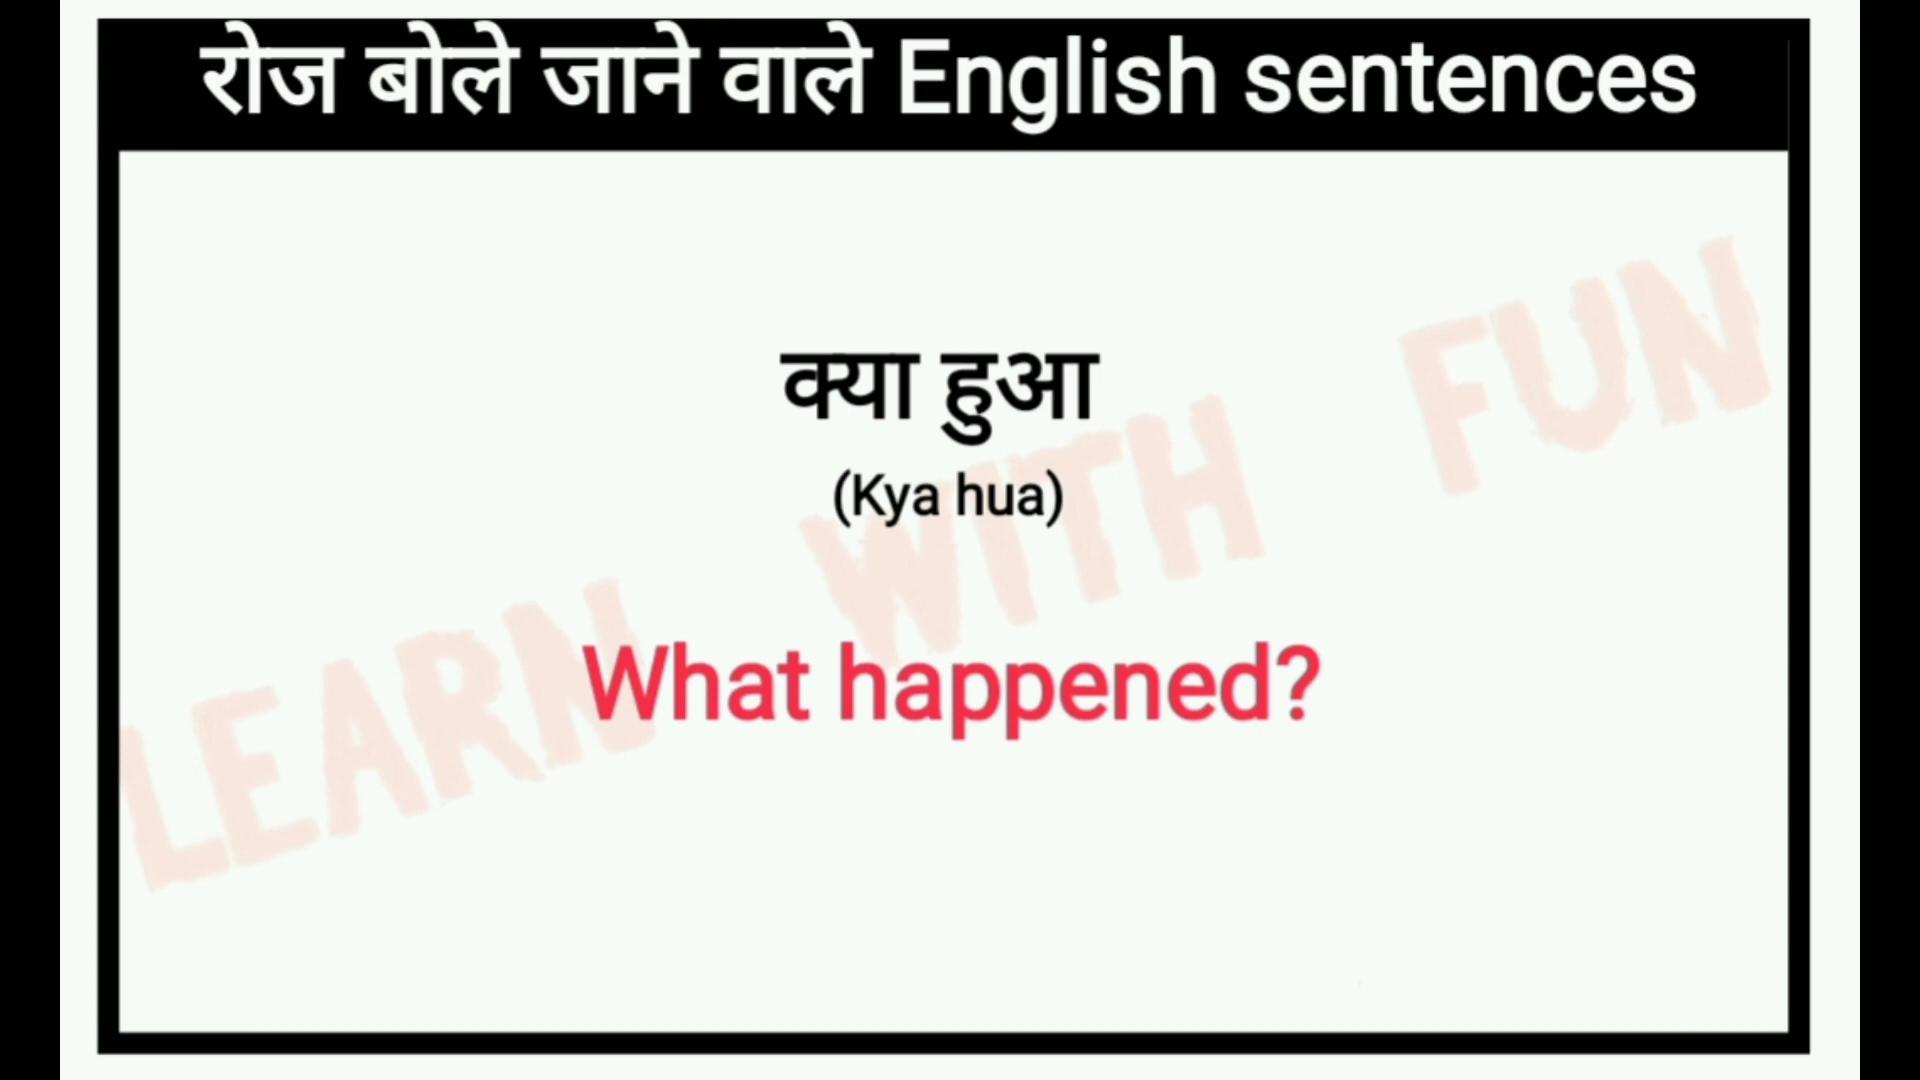 रोज बोले जाने वाले English sentences
क्या हुआ
(Kya hua)
What happened?
LEARN WITH FUN